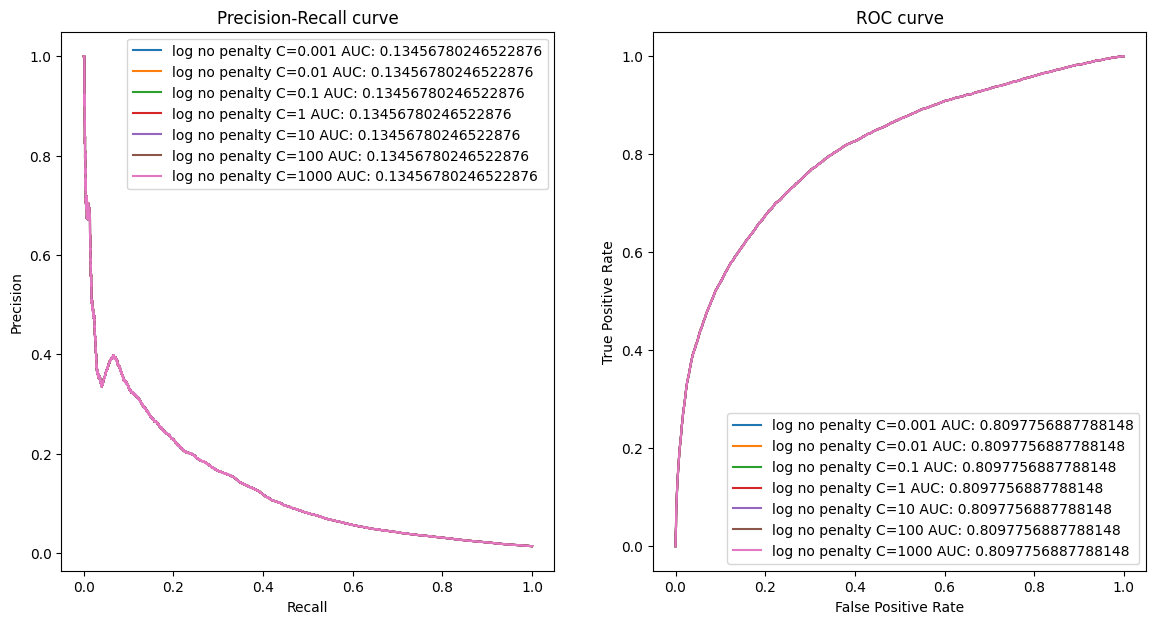 Precision-Recall curve
log no penalty C=0.001 AUC: 0.13456780246522876
log no penalty C=0.01 AUC: 0.13456780246522876
log no penalty C=0.1 AUC: 0.13456780246522876
log no penalty C=1 AUC: 0.13456780246522876
log no penalty C=10 AUC: 0.13456780246522876
log no penalty C=100 AUC: 0.13456780246522876
log no penalty C=1000 AUC: 0.13456780246522876
1.0
0.8
0.6
0.4
0.2
0.0
Precision
0.0 0.2 0.4 0.6 0.8 1.0
Recall
ROC curve
1.0
0.8
0.6
0.4
0.2
0.0
True Positive Rate
log no penalty C=0.001 AUC: 0.8097756887788148
log no penalty C=0.01 AUC: 0.8097756887788148
log no penalty C=0.1 AUC: 0.8097756887788148
log no penalty C=1 AUC: 0.8097756887788148
log no penalty C=10 AUC: 0.8097756887788148
log no penalty C=100 AUC: 0.8097756887788148
log no penalty C=1000 AUC: 0.8097756887788148
0.0 0.2 0.4 0.6 0.8 1.0
False Positive Rate